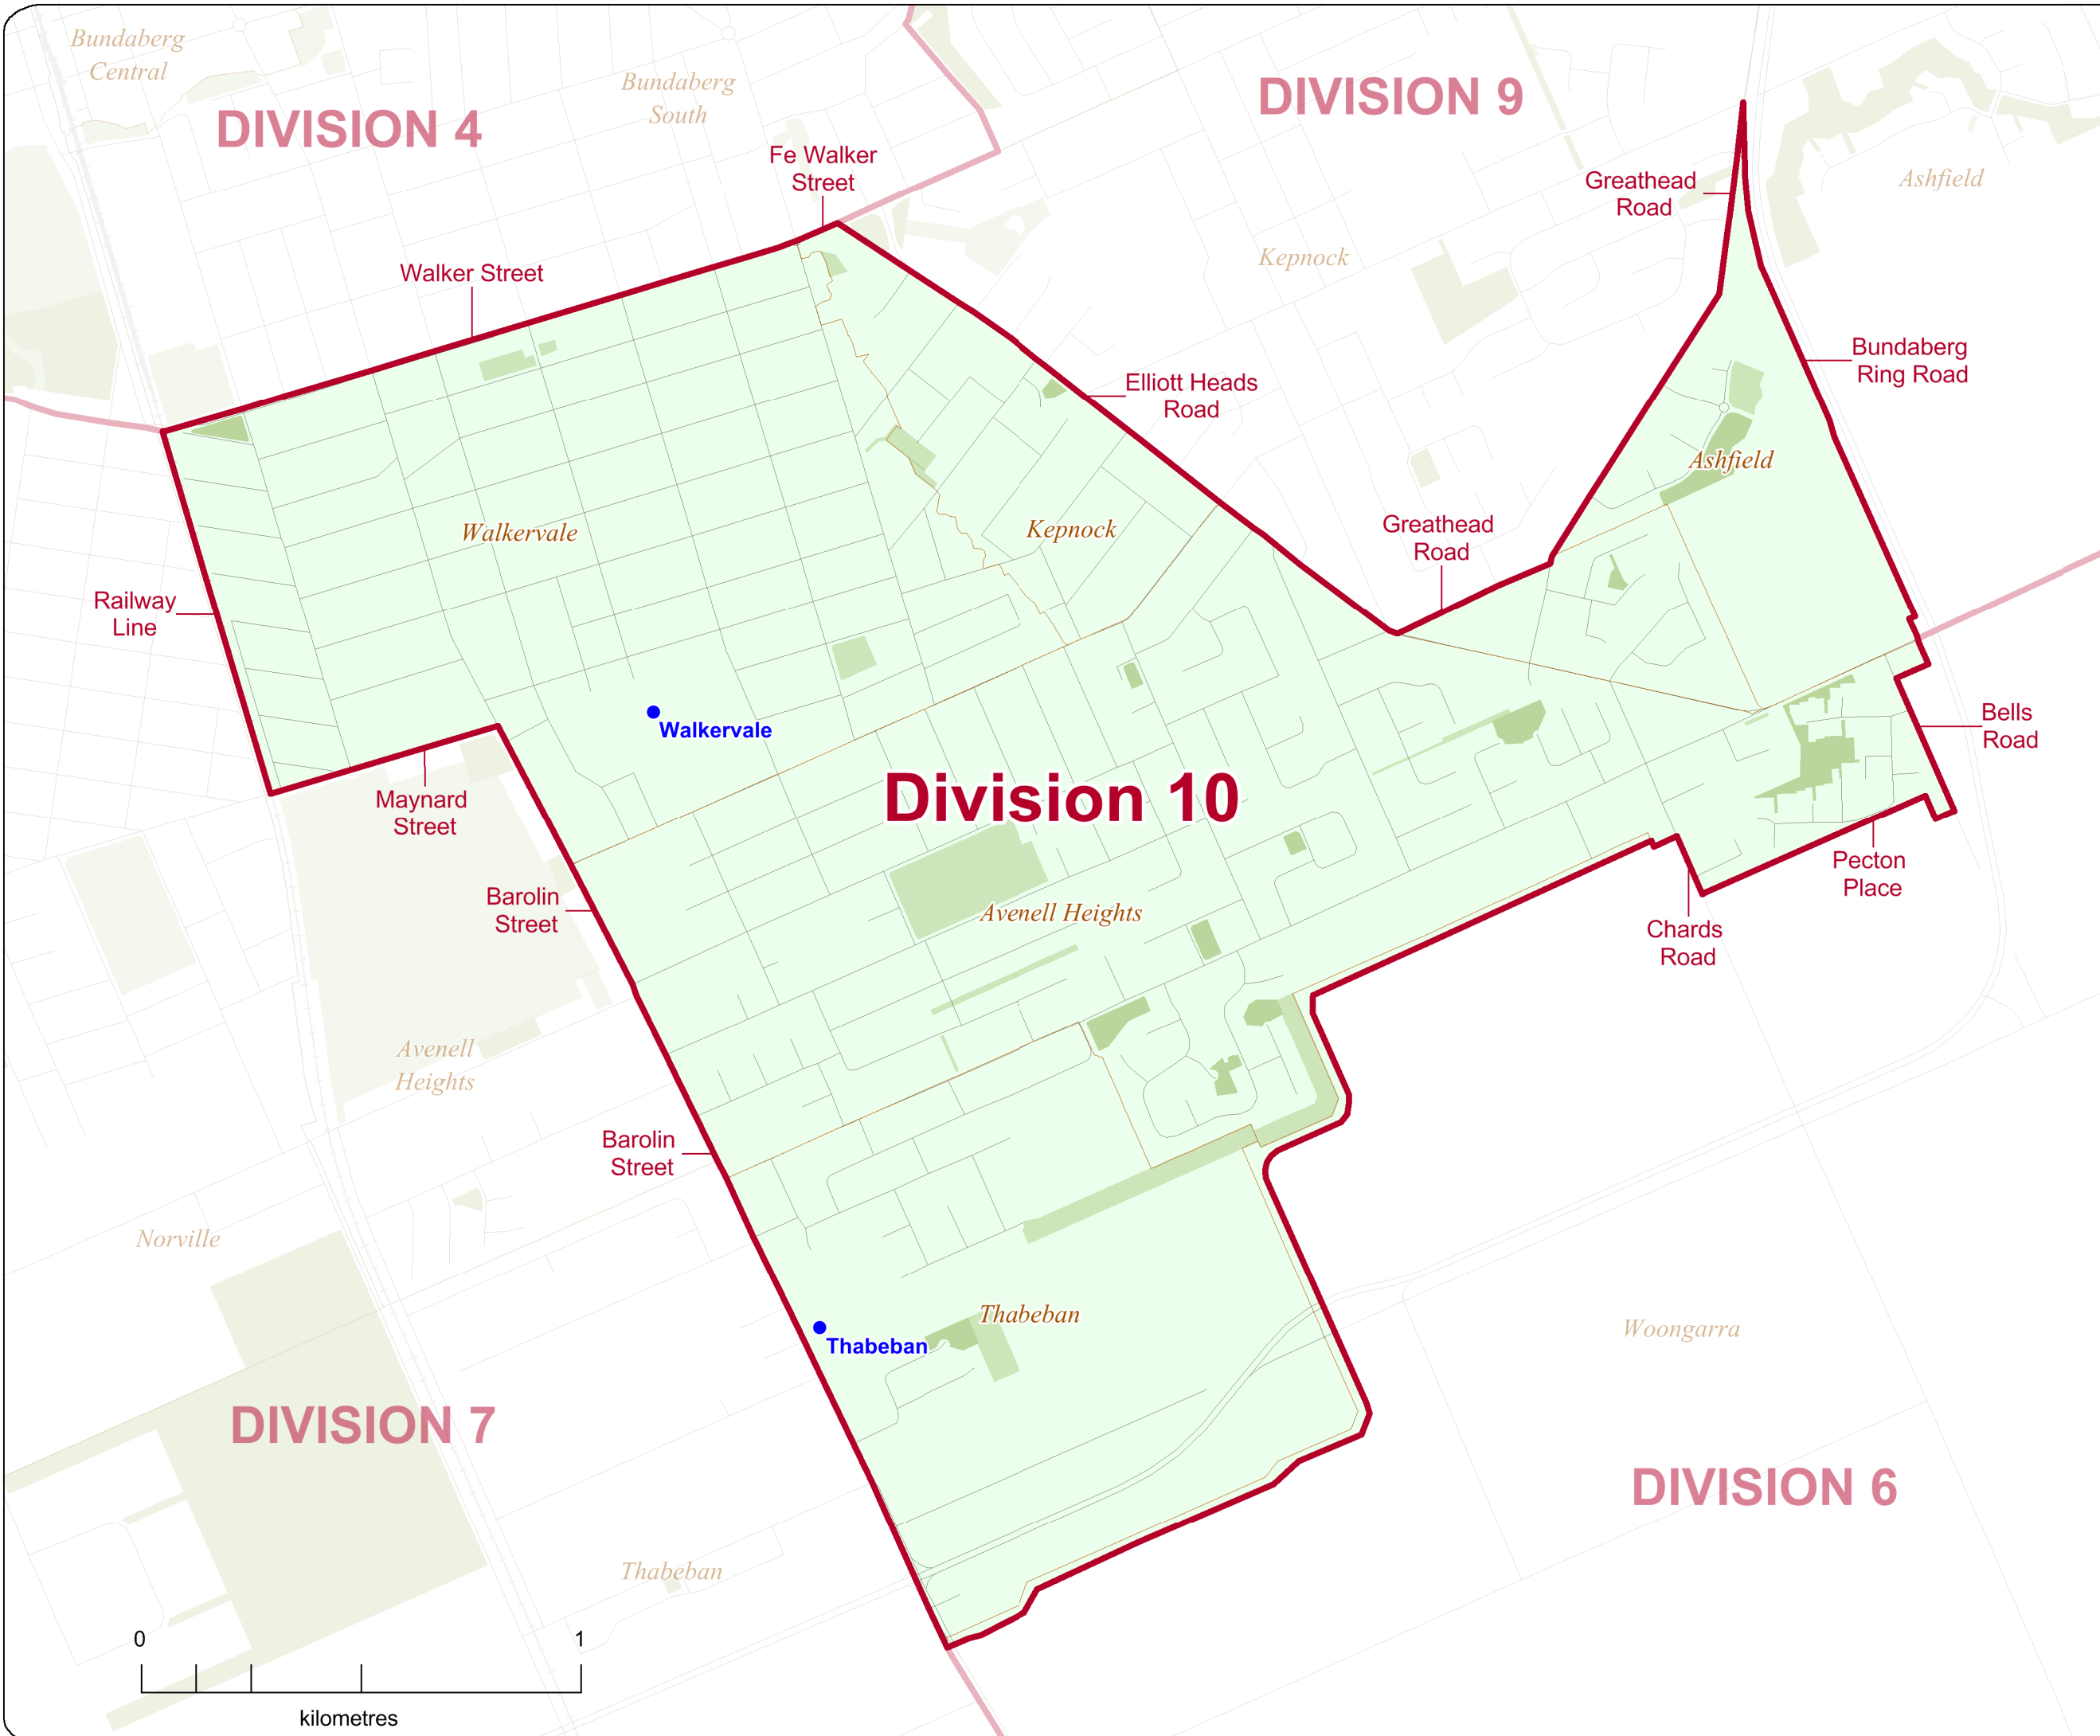 Bundaberg
Central
DIVISION 4
Bundaberg
South
DIVISION 9
Fe Walker
Street
Greathead
Road
Ashfield
Kepnock
Walker Street
Bundaberg
Ring Road
Elliott Heads
Road
Ashfield
Walkervale
Kepnock
Greathead
Road
Railway
Line
Walkervale
Bells
Road
Maynard
Street
Division 10
Barolin
Street
Avenell Heights
Pecton
Place
Chards
Road
Avenell
Heights
Barolin
Street
Norville
Thabeban
Thabeban
Woongarra
DIVISION 7
DIVISION 6
Thabeban
0 1
kilometres